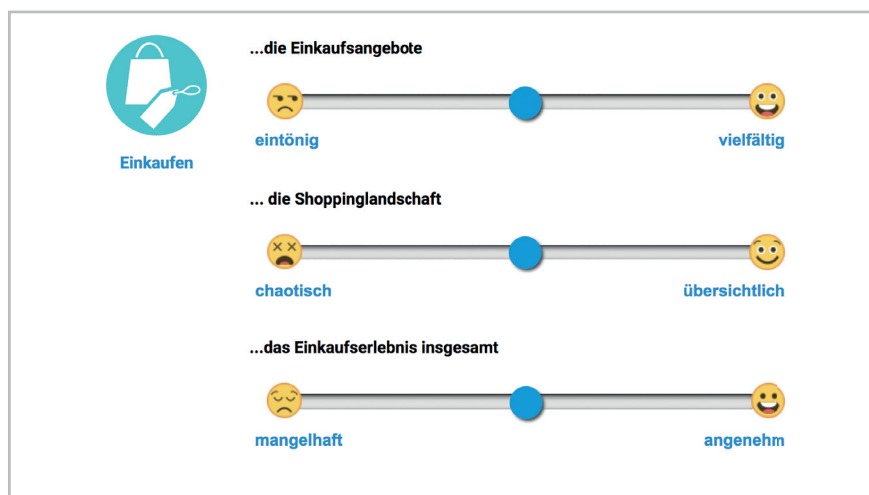 ...die Einkaufsangebote
eintönig vielfältig
Einkaufen
... die Shoppinglandschaft
chaotisch übersichtlich
...das Einkaufserlebnis insgesamt
mangelhaft angenehm